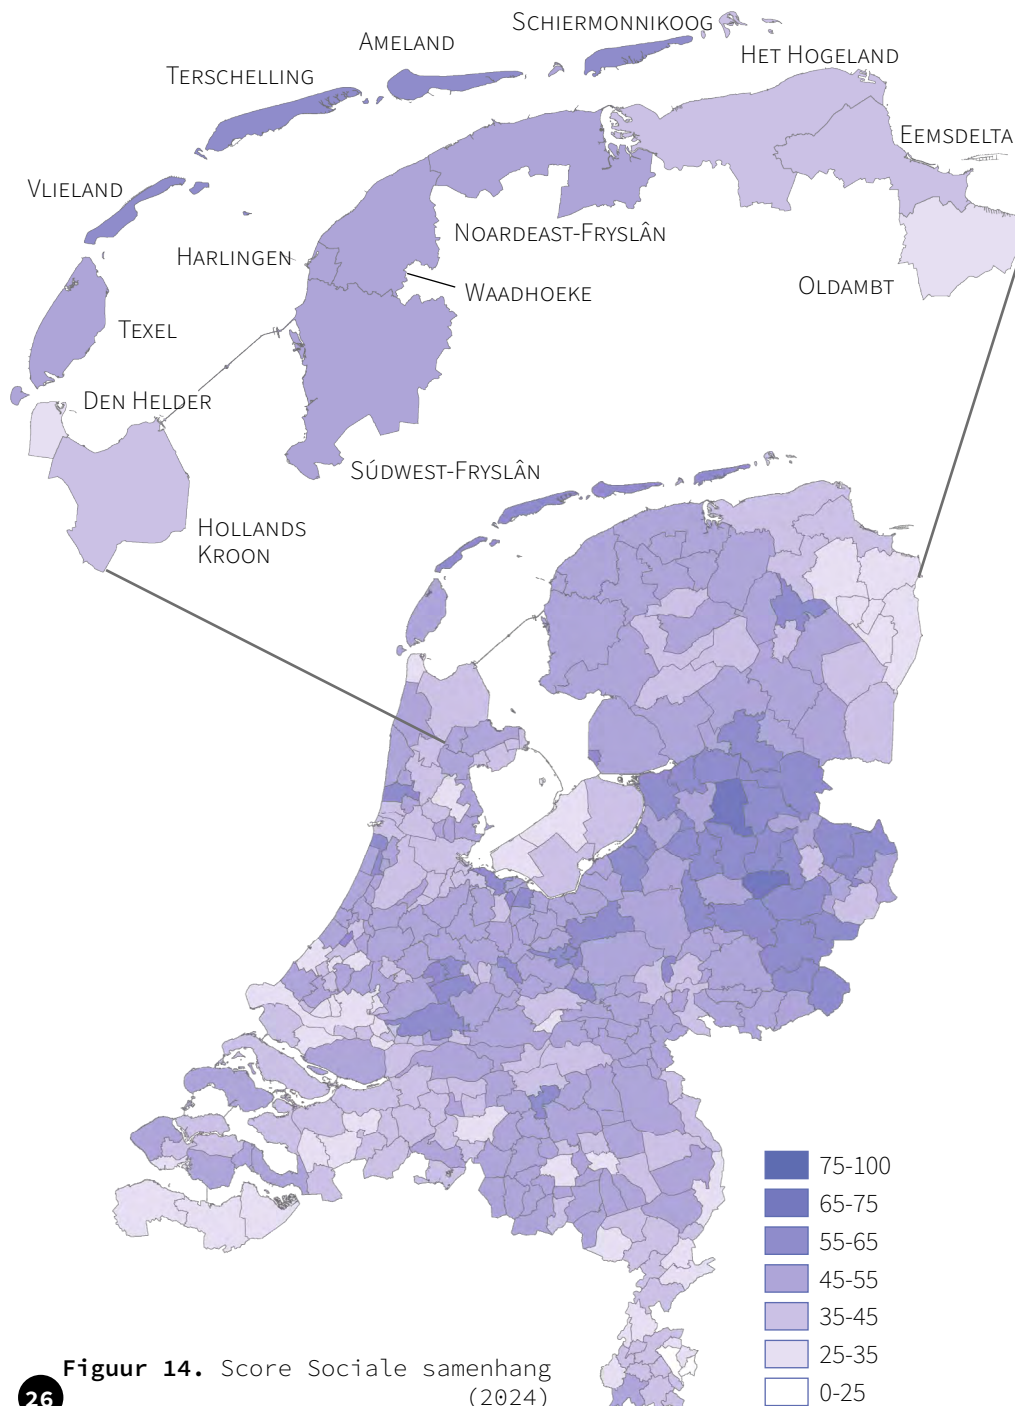 SCHIERMONNIKOOG
AMELAND
HET HOGELAND
TERSCHELLING
EEMSDELTA
VLIELAND
NOARDEAST-FRYSLÂN
HARLINGEN
WAADHOEKE
OLDAMBT
TEXEL
DEN HELDER
SÚDWEST-FRYSLÂN
HOLLANDS
KROON
75-100
65-75
55-65
45-55
35-45
25-35
0-25
Figuur 14. Score Sociale samenhang
(2024)
26